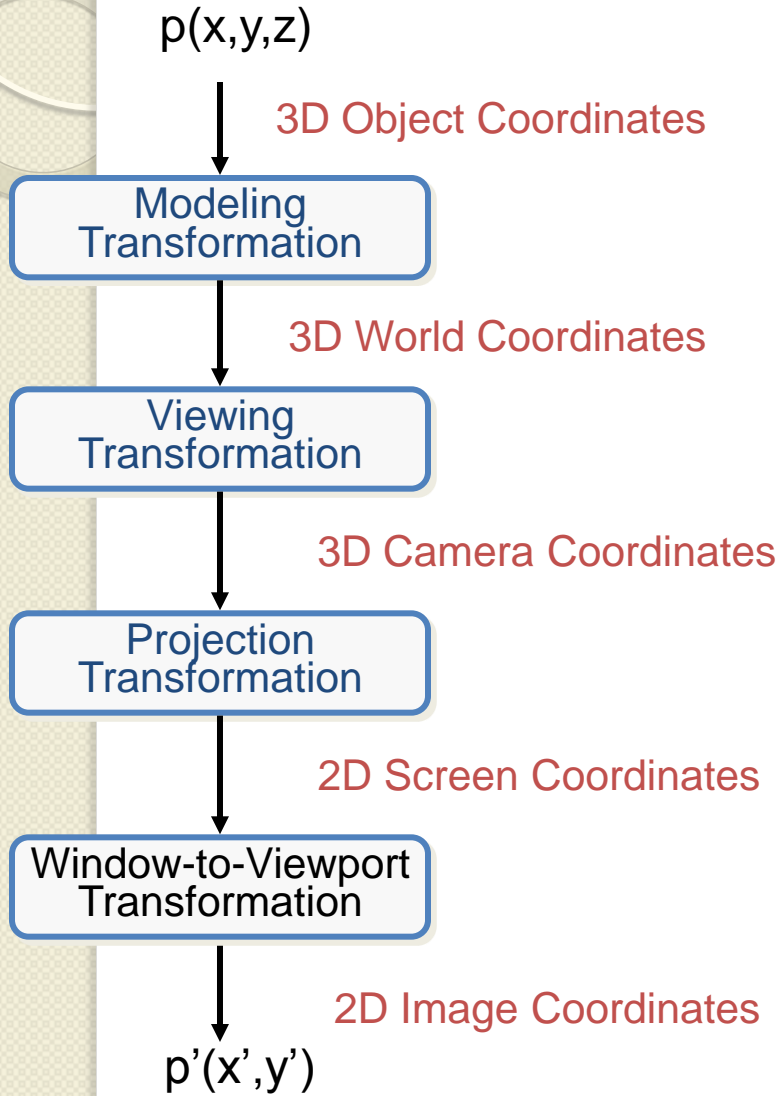 p(x,y,z)
3D Object Coordinates
Modeling
Transformation
3D World Coordinates
Viewing
Transformation
3D Camera Coordinates
Projection
Transformation
2D Screen Coordinates
Window-to-Viewport
Transformation
2D Image Coordinates
p’(x’,y’)